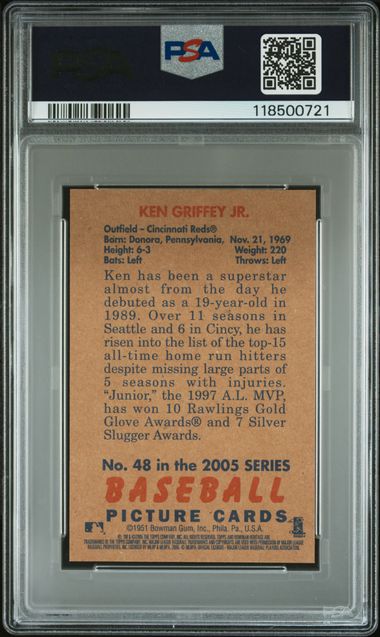 PSA
118500721
KEN GRIFFEY JR.
Outfield – Cincinnati Reds®
Born: Donora, Pennsylvania, Nov. 21, 1969
Height: 6-3 Weight: 220
Bats: Left Throws: Left
Ken has been a superstar
almost from the day he
debuted as a 19-year-old in
1989. Over 11 seasons in
Seattle and 6 in Cincy, he has
risen into the list of the top-15
all-time home run hitters
despite missing large parts of
5 seasons with injuries.
“Junior,” the 1997 A.L. MVP,
has won 10 Rawlings Gold
Glove Awards® and 7 Silver
Slugger Awards.
No. 48 in the 2005 SERIES
BASEBALL
PICTURE CARDS
©1951 Bowman Gum, Inc., Phila. Pa., U.S.A.